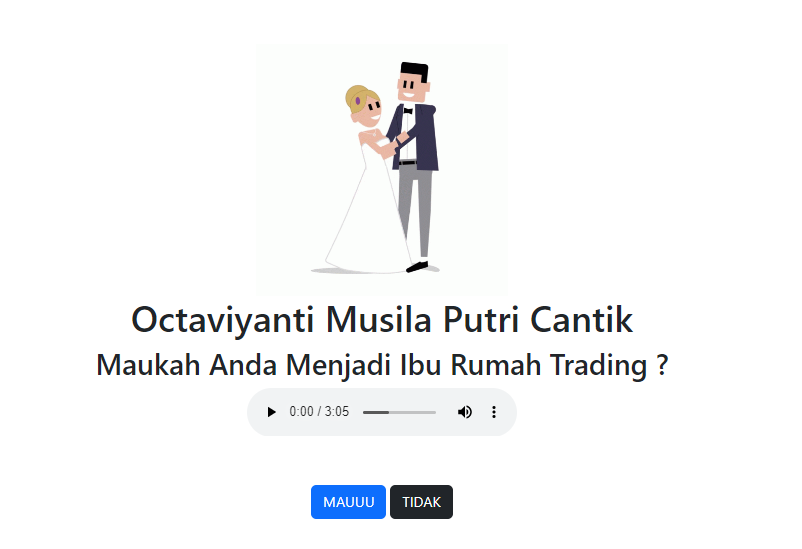 Octaviyanti Musila Putri Cantik
Maukah Anda Menjadi Ibu Rumah Trading ?
0:00 / 3:05
MAUUU TIDAK